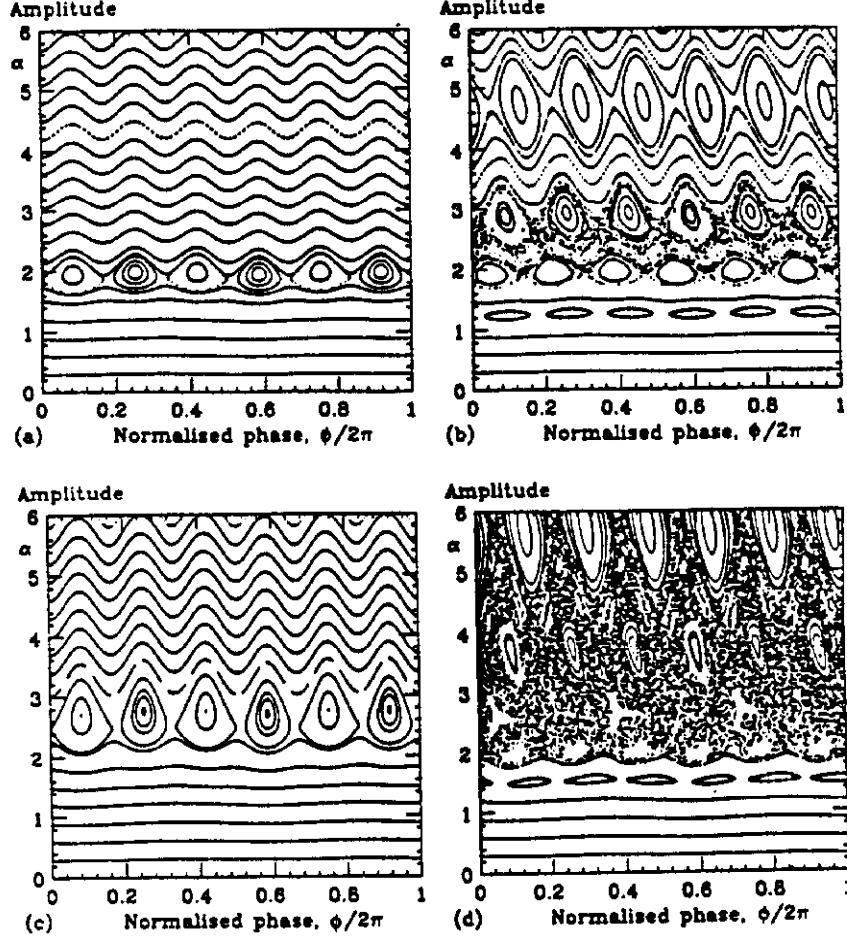 Amplitude
6
α
5
4
3
2
1
0
0 0.2 0.4 0.6 0.8 1
(a) Normalised phase, ϕ/2π
Amplitude
6
α
5
4
3
2
1
0
0 0.2 0.4 0.6 0.8 1
(b) Normalised phase, ϕ/2π
Amplitude
6
α
5
4
3
2
1
0
0 0.2 0.4 0.6 0.8 1
(c) Normalised phase, ϕ/2π
Amplitude
6
α
5
4
3
2
1
0
0 0.2 0.4 0.6 0.8 1
(d) Normalised phase, ϕ/2π